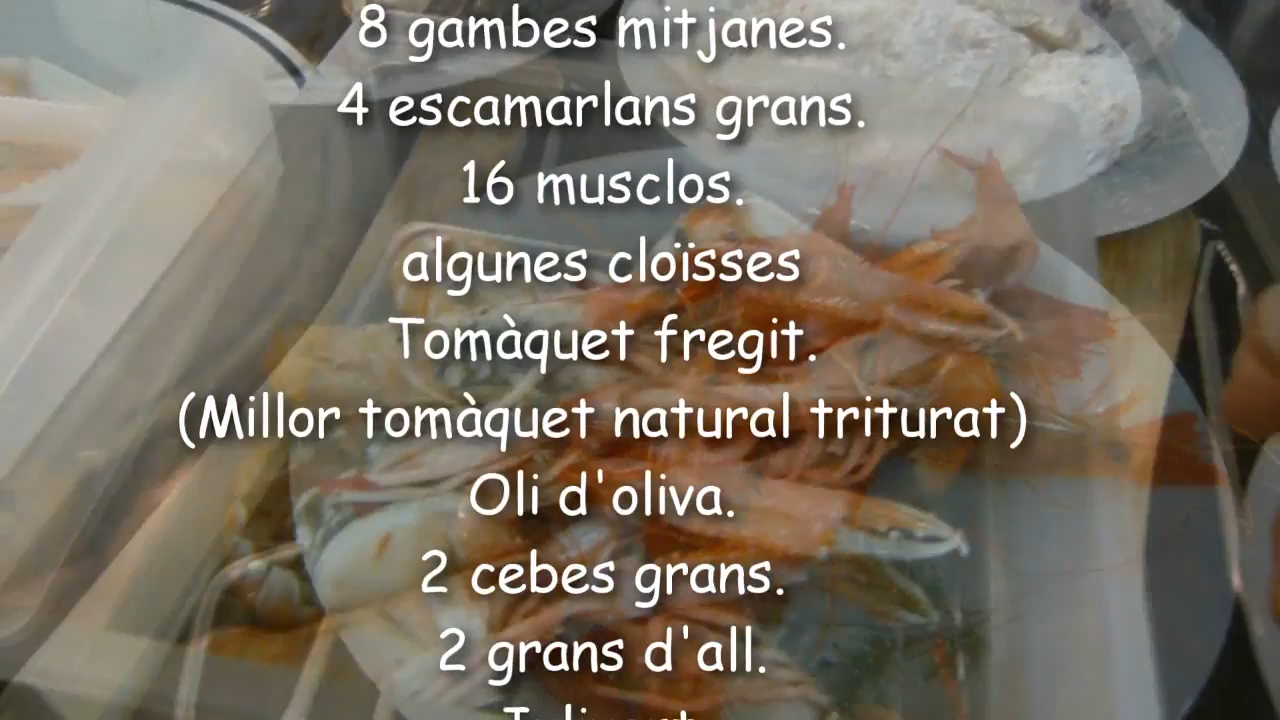 8 gambes mitjanes.
4 escamarlans grans.
16 musclos.
algunes cloïsses
Tomàquet fregit.
(Millor tomàquet natural triturat)
Oli d'oliva.
2 cebes grans.
2 grans d'all.